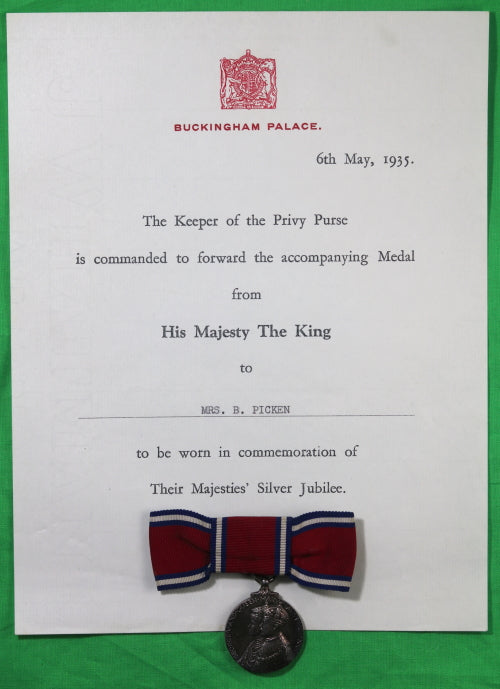 BUCKINGHAM PALACE.
6th May, 1935.
The Keeper of the Privy Purse
is commanded to forward the accompanying Medal
from
His Majesty The King
to
MRS. B. PICKEN
to be worn in commemoration of
Their Majesties' Silver Jubilee.